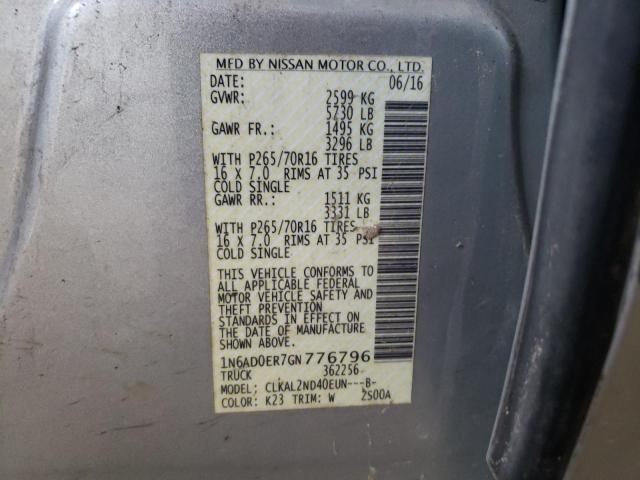 MFD BY NISSAN MOTOR CO., LTD.
DATE: 06/16
GVWR: 2599 KG
5730 LB
GAWR FR.: 1495 KG
3296 LB
WITH P265/70R16 TIRES
16 X 7.0 RIMS AT 35 PSI
COLD SINGLE
GAWR RR.: 1511 KG
3331 LB
WITH P265/70R16 TIRES
16 X 7.0 RIMS AT 35 PSI
COLD SINGLE
THIS VEHICLE CONFORMS TO
ALL APPLICABLE FEDERAL
MOTOR VEHICLE SAFETY AND
THEFT PREVENTION
STANDARDS IN EFFECT ON
THE DATE OF MANUFACTURE
SHOWN ABOVE.
1N6AD0ER7GN 776796
TRUCK 362256
MODEL: CLKAL2ND40EUN---B-
COLOR: K23 TRIM: W 2S00A